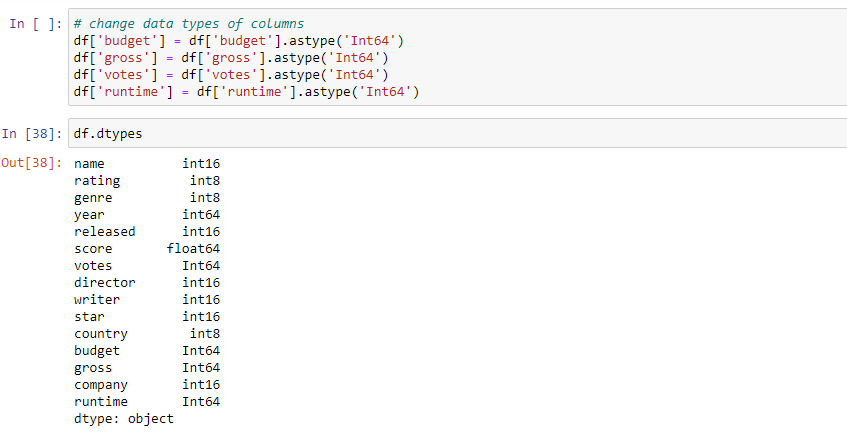 In [ ]: # change data types of columns
df['budget'] = df['budget'].astype('Int64')
df['gross'] = df['gross'].astype('Int64')
df['votes'] = df['votes'].astype('Int64')
df['runtime'] = df['runtime'].astype('Int64')
In [38]: df.dtypes
Out[38]: name int16
rating int8
genre int8
year int64
released int16
score float64
votes Int64
director int16
writer int16
star int16
country int8
budget Int64
gross Int64
company int16
runtime Int64
dtype: object